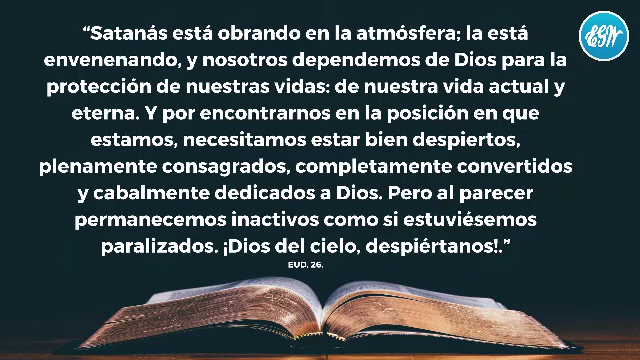 “Satanás está obrando en la atmósfera; la está
envenenando, y nosotros dependemos de Dios para la
protección de nuestras vidas: de nuestra vida actual y
eterna. Y por encontrarnos en la posición en que
estamos, necesitamos estar bien despiertos,
plenamente consagrados, completamente convertidos
y cabalmente dedicados a Dios. Pero al parecer
permanecemos inactivos como si estuviésemos
paralizados. ¡Dios del cielo, despiértanos!.”
EUD, 26.